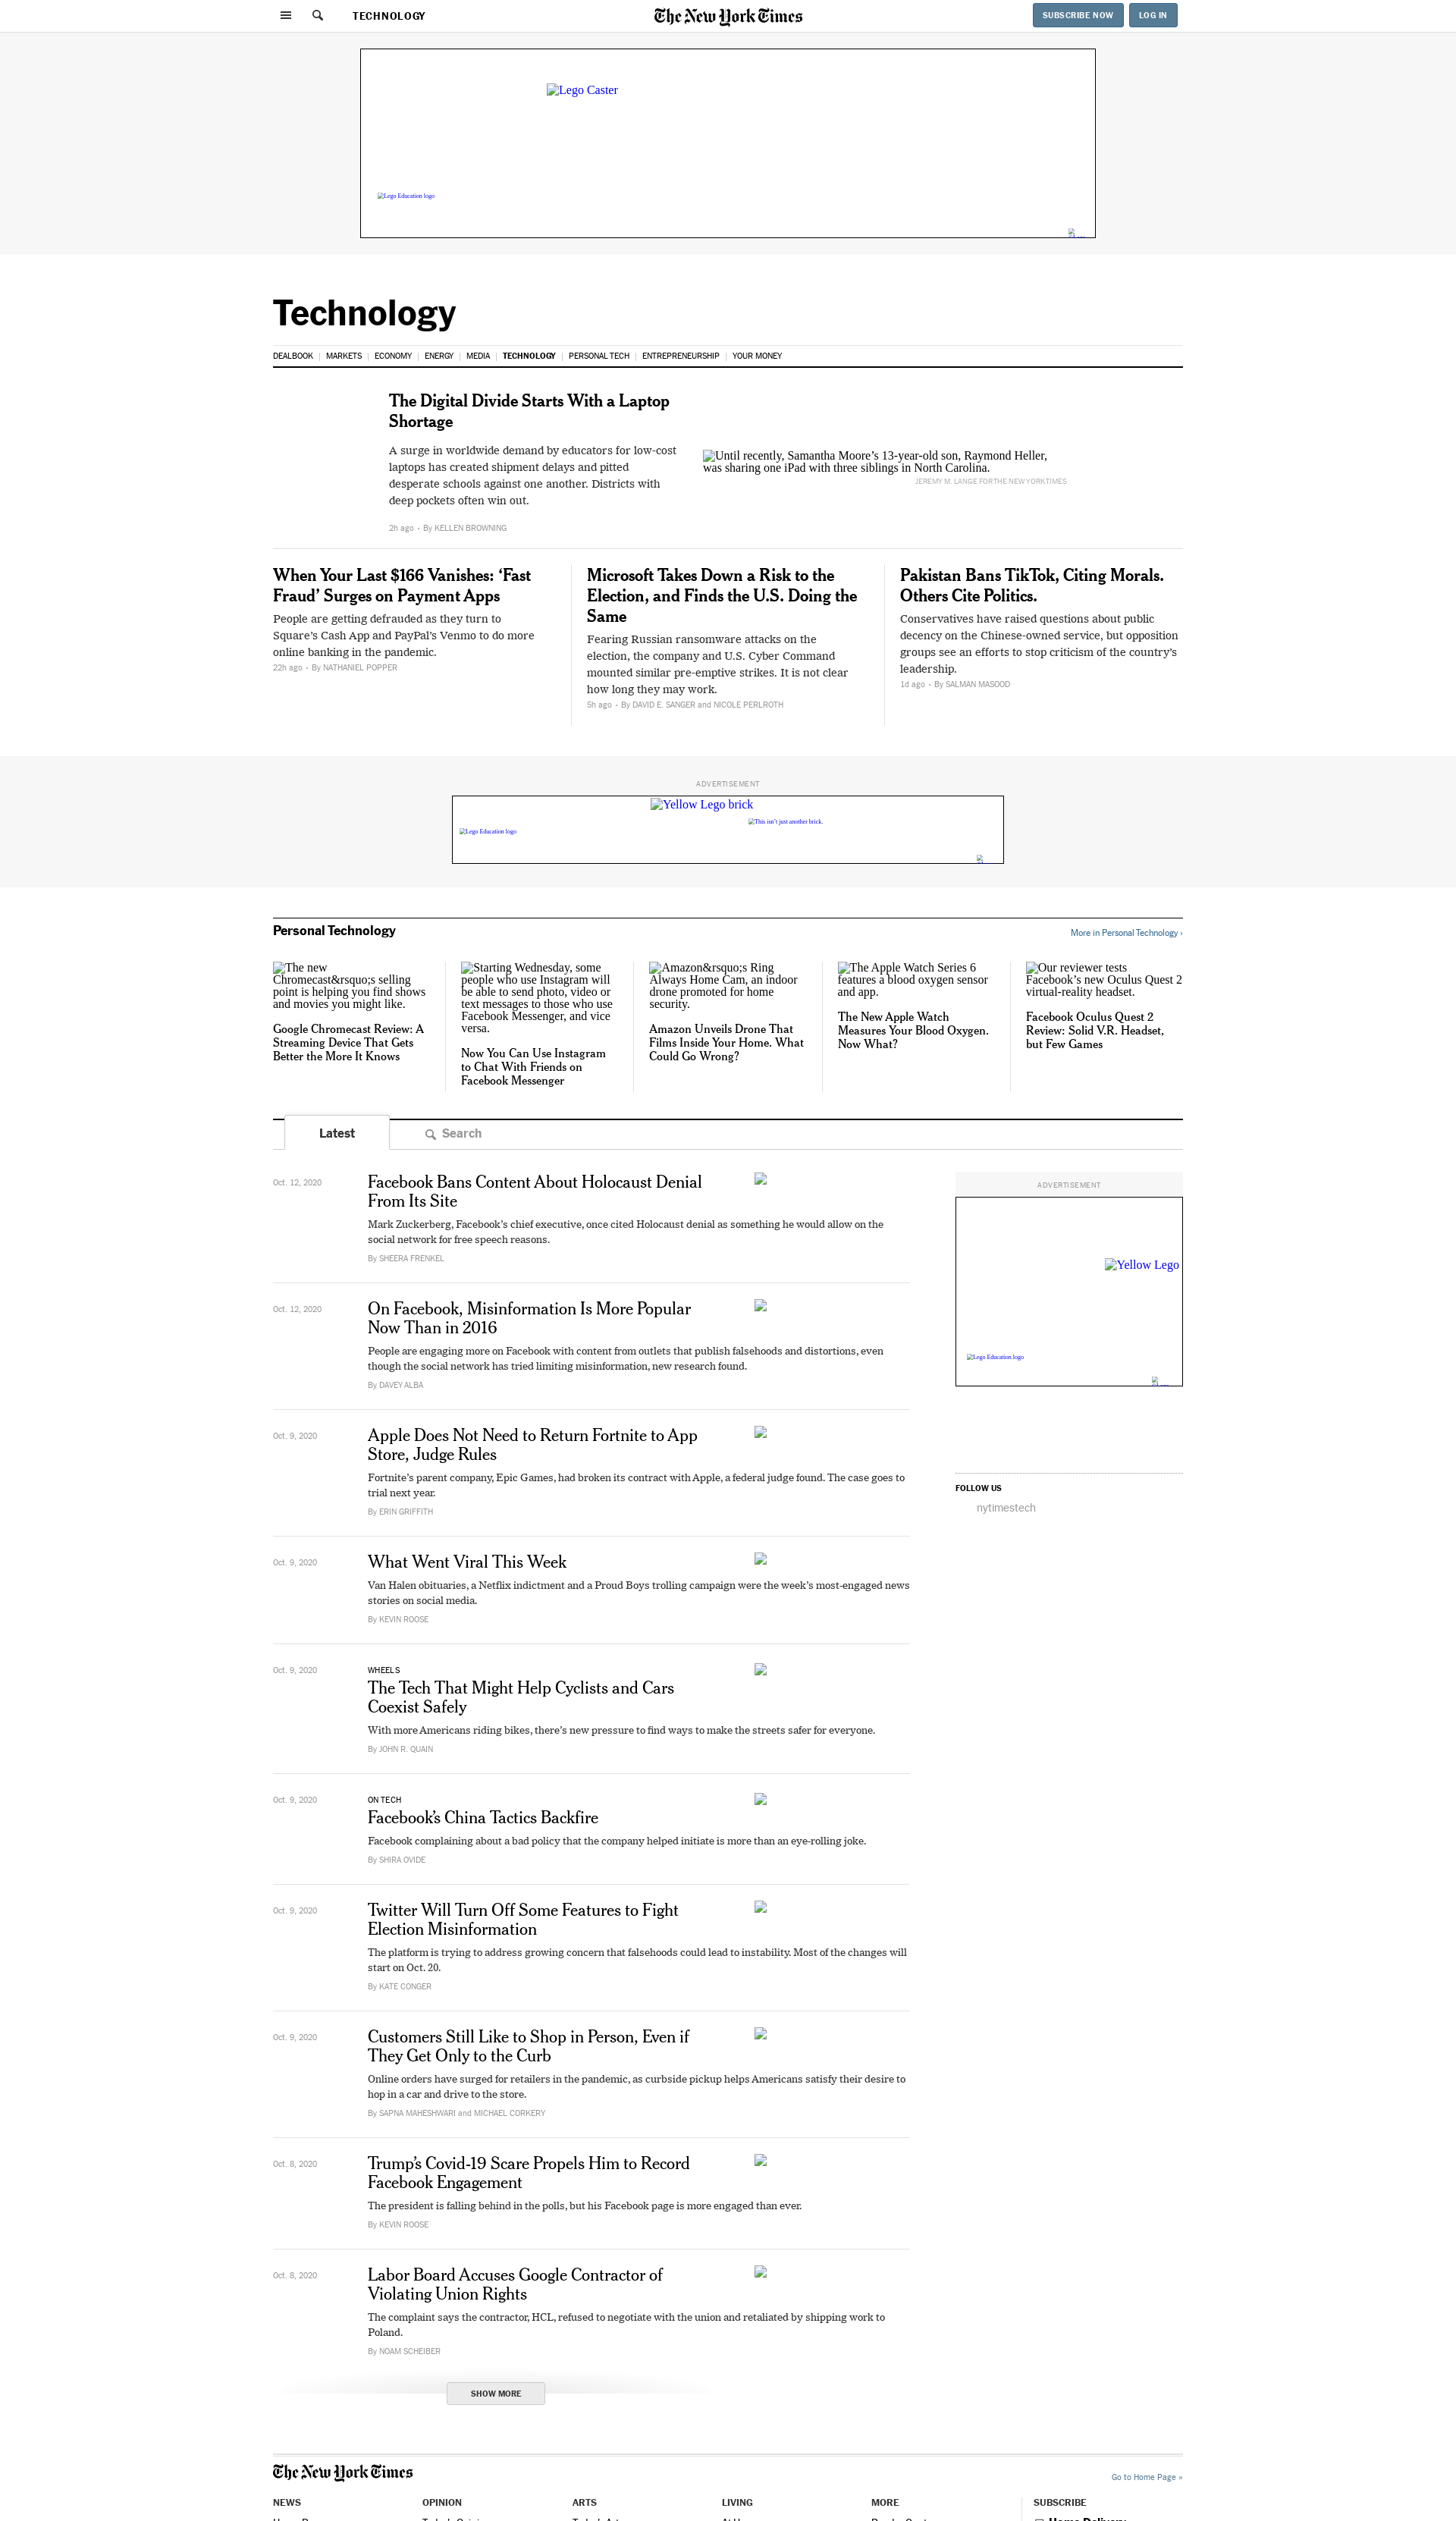 TECHNOLOGY
The New York Times
SUBSCRIBE NOW
LOG IN
Lego Caster
Lego Education logo
Technology
DEALBOOK
MARKETS
ECONOMY
ENERGY
MEDIA
TECHNOLOGY
PERSONAL TECH
ENTREPRENEURSHIP
YOUR MONEY
The Digital Divide Starts With a Laptop
Shortage
A surge in worldwide demand by educators for low-cost
laptops has created shipment delays and pitted
desperate schools against one another. Districts with
deep pockets often win out.
2h ago • By KELLEN BROWNING
Until recently, Samantha Moore’s 13-year-old son, Raymond Heller,
was sharing one iPad with three siblings in North Carolina.
JEREMY M. LANGE FOR THE NEW YORK TIMES
When Your Last $166 Vanishes: ‘Fast
Fraud’ Surges on Payment Apps
People are getting defrauded as they turn to
Square’s Cash App and PayPal’s Venmo to do more
online banking in the pandemic.
22h ago • By NATHANIEL POPPER
Microsoft Takes Down a Risk to the
Election, and Finds the U.S. Doing the
Same
Fearing Russian ransomware attacks on the
election, the company and U.S. Cyber Command
mounted similar pre-emptive strikes. It is not clear
how long they may work.
5h ago • By DAVID E. SANGER and NICOLE PERLROTH
Pakistan Bans TikTok, Citing Morals.
Others Cite Politics.
Conservatives have raised questions about public
decency on the Chinese-owned service, but opposition
groups see an efforts to stop criticism of the country’s
leadership.
1d ago • By SALMAN MASOOD
ADVERTISEMENT
Yellow Lego brick
This isn’t just another brick.
Lego Education logo
Personal Technology
More in Personal Technology ›
The new
Chromecast&rsquo;s selling
point is helping you find shows
and movies you might like.
Google Chromecast Review: A
Streaming Device That Gets
Better the More It Knows
Starting Wednesday, some
people who use Instagram will
be able to send photo, video or
text messages to those who use
Facebook Messenger, and vice
versa.
Now You Can Use Instagram
to Chat With Friends on
Facebook Messenger
Amazon&rsquo;s Ring
Always Home Cam, an indoor
drone promoted for home
security.
Amazon Unveils Drone That
Films Inside Your Home. What
Could Go Wrong?
The Apple Watch Series 6
features a blood oxygen sensor
and app.
The New Apple Watch
Measures Your Blood Oxygen.
Now What?
Our reviewer tests
Facebook’s new Oculus Quest 2
virtual-reality headset.
Facebook Oculus Quest 2
Review: Solid V.R. Headset,
but Few Games
Latest
Search
Oct. 12, 2020
Facebook Bans Content About Holocaust Denial
From Its Site
Mark Zuckerberg, Facebook’s chief executive, once cited Holocaust denial as something he would allow on the
social network for free speech reasons.
By SHEERA FRENKEL
Oct. 12, 2020
On Facebook, Misinformation Is More Popular
Now Than in 2016
People are engaging more on Facebook with content from outlets that publish falsehoods and distortions, even
though the social network has tried limiting misinformation, new research found.
By DAVEY ALBA
Oct. 9, 2020
Apple Does Not Need to Return Fortnite to App
Store, Judge Rules
Fortnite’s parent company, Epic Games, had broken its contract with Apple, a federal judge found. The case goes to
trial next year.
By ERIN GRIFFITH
Oct. 9, 2020
What Went Viral This Week
Van Halen obituaries, a Netflix indictment and a Proud Boys trolling campaign were the week’s most-engaged news
stories on social media.
By KEVIN ROOSE
Oct. 9, 2020
WHEELS
The Tech That Might Help Cyclists and Cars
Coexist Safely
With more Americans riding bikes, there’s new pressure to find ways to make the streets safer for everyone.
By JOHN R. QUAIN
Oct. 9, 2020
ON TECH
Facebook’s China Tactics Backfire
Facebook complaining about a bad policy that the company helped initiate is more than an eye-rolling joke.
By SHIRA OVIDE
Oct. 9, 2020
Twitter Will Turn Off Some Features to Fight
Election Misinformation
The platform is trying to address growing concern that falsehoods could lead to instability. Most of the changes will
start on Oct. 20.
By KATE CONGER
Oct. 9, 2020
Customers Still Like to Shop in Person, Even if
They Get Only to the Curb
Online orders have surged for retailers in the pandemic, as curbside pickup helps Americans satisfy their desire to
hop in a car and drive to the store.
By SAPNA MAHESHWARI and MICHAEL CORKERY
Oct. 8, 2020
Trump’s Covid-19 Scare Propels Him to Record
Facebook Engagement
The president is falling behind in the polls, but his Facebook page is more engaged than ever.
By KEVIN ROOSE
Oct. 8, 2020
Labor Board Accuses Google Contractor of
Violating Union Rights
The complaint says the contractor, HCL, refused to negotiate with the union and retaliated by shipping work to
Poland.
By NOAM SCHEIBER
SHOW MORE
ADVERTISEMENT
Yellow Lego
Lego Education logo
FOLLOW US
nytimestech
The New York Times
Go to Home Page »
NEWS
OPINION
ARTS
LIVING
MORE
SUBSCRIBE